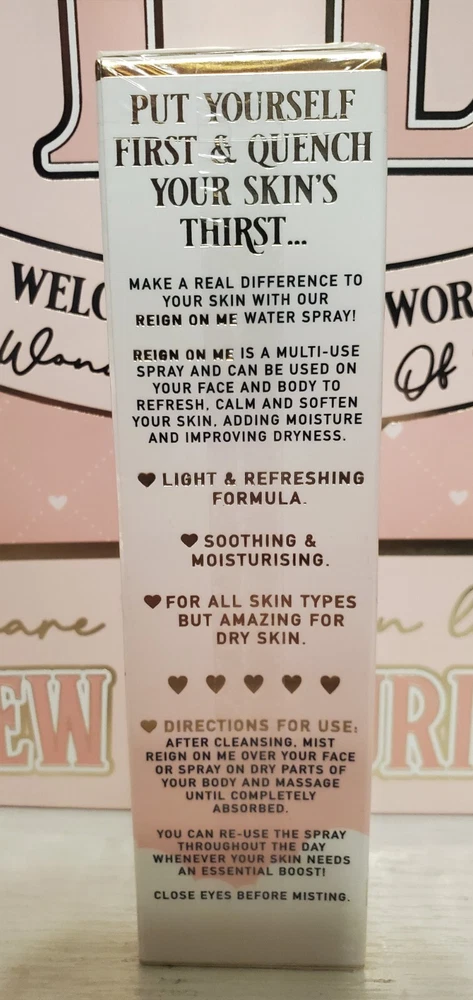 PUT YOURSELF
FIRST & QUENCH
YOUR SKIN'S
THIRST...
MAKE A REAL DIFFERENCE TO
YOUR SKIN WITH OUR
REIGN ON ME WATER SPRAY!
REIGN ON ME IS A MULTI-USE
SPRAY AND CAN BE USED ON
YOUR FACE AND BODY TO
REFRESH, CALM AND SOFTEN
YOUR SKIN, ADDING MOISTURE
AND IMPROVING DRYNESS.
♥ LIGHT & REFRESHING
FORMULA.
♥ SOOTHING &
MOISTURISING.
♥ FOR ALL SKIN TYPES
BUT AMAZING FOR
DRY SKIN.
♥ DIRECTIONS FOR USE:
AFTER CLEANSING, MIST
REIGN ON ME OVER YOUR FACE
OR SPRAY ON DRY PARTS OF
YOUR BODY AND MASSAGE
UNTIL COMPLETELY
ABSORBED.
YOU CAN RE-USE THE SPRAY
THROUGHOUT THE DAY
WHENEVER YOUR SKIN NEEDS
AN ESSENTIAL BOOST!
CLOSE EYES BEFORE MISTING.
WELC
WOR
Of